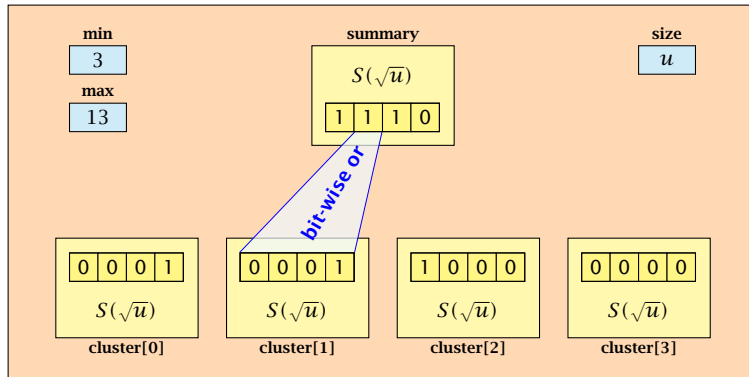 min
3
max
13
summary
S(√u)
1 1 1 0
size
u
bit-wise or
0 0 0 1
S(√u)
cluster[0]
0 0 0 1
S(√u)
cluster[1]
1 0 0 0
S(√u)
cluster[2]
0 0 0 0
S(√u)
cluster[3]